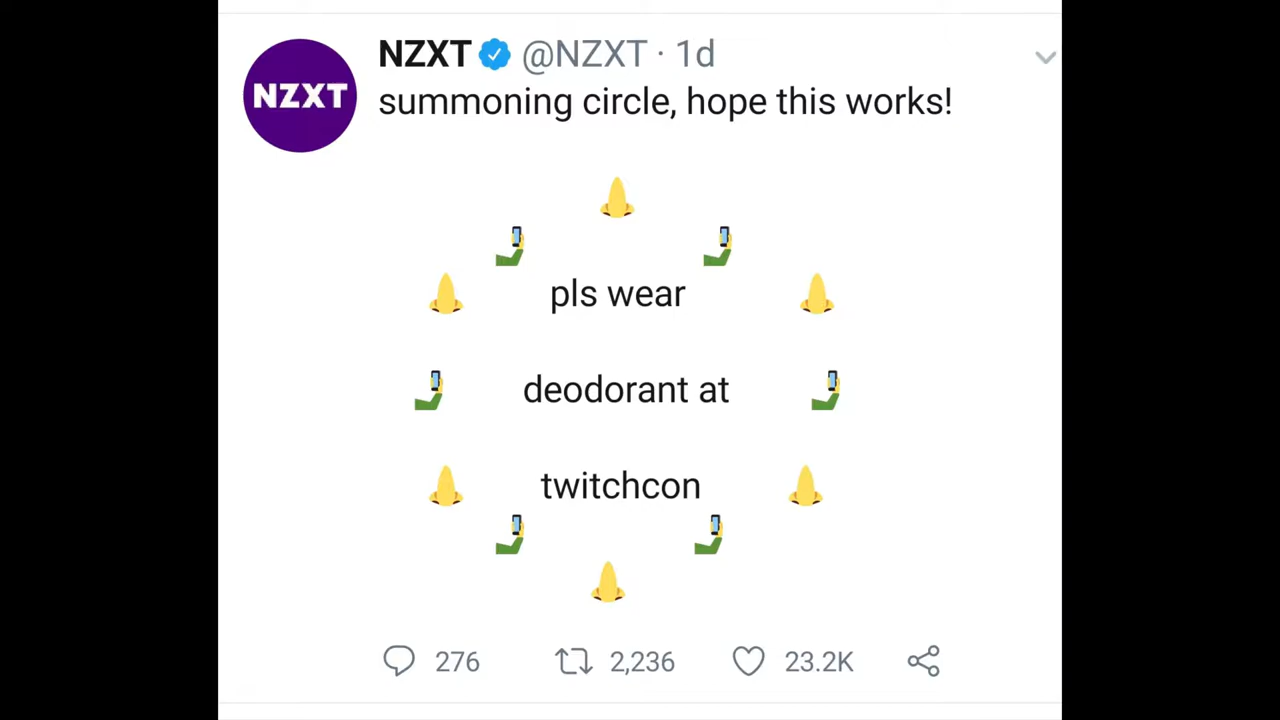 NZXT
NZXT @NZXT · 1d
summoning circle, hope this works!
pls wear
deodorant at
twitchcon
276 2,236 23.2K